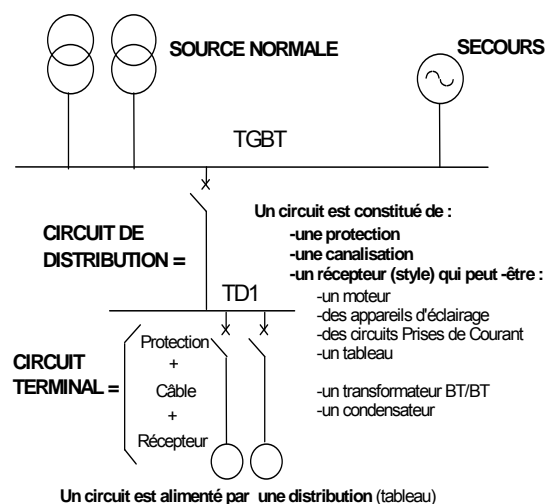 SOURCE NORMALE
SECOURS
TGBT
CIRCUIT DE
DISTRIBUTION =
Un circuit est constitué de :
-une protection
-une canalisation
-un récepteur (style) qui peut -être :
-un moteur
-des appareils d'éclairage
-des circuits Prises de Courant
-un tableau
-un transformateur BT/BT
-un condensateur
TD1
CIRCUIT
TERMINAL =
Protection
+
Câble
+
Récepteur
Un circuit est alimenté par une distribution (tableau)